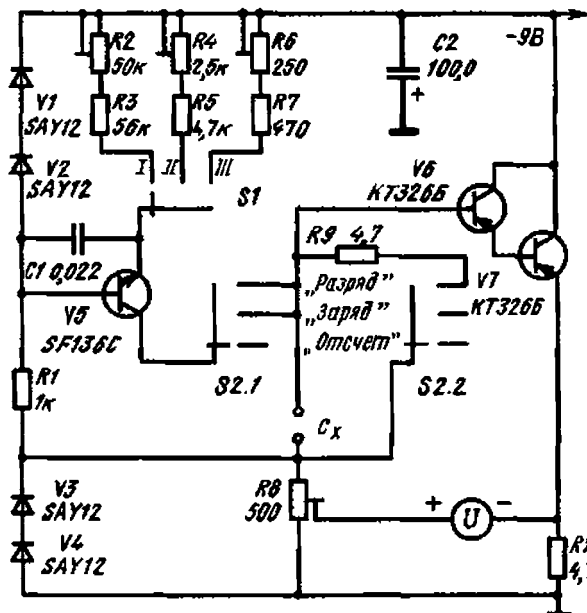 R2
50к
R4
2,5к
R6
250
C2
100,0
-9В
+
V1
SAY12
R3
56к
R5
4,7к
R7
470
V2
SAY12
I
II
III
S1
V6
КТ326Б
C1 0,022
R9 4,7
V7
КТ326Б
V5
SF136C
„Разряд”
„Заряд”
„Отсчет”
R1
1к
S2.1
S2.2
Cx
V3
SAY12
R8
500
+
U
-
V4
SAY12